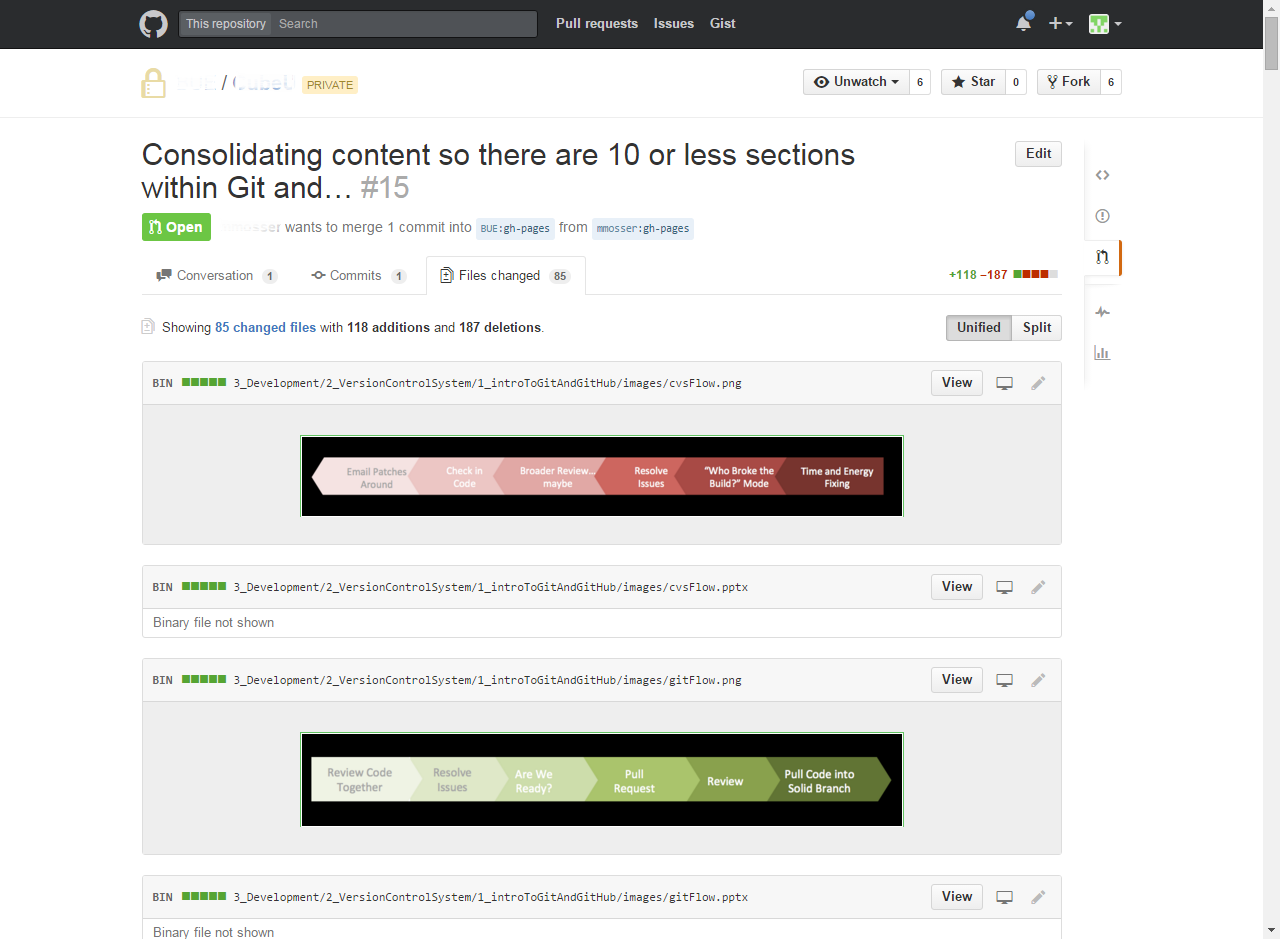 This repository Search Pull requests Issues Gist
/ PRIVATE Unwatch 6 Star 0 Fork 6
Consolidating content so there are 10 or less sections
within Git and… #15
Edit
Open wants to merge 1 commit into BUE:gh-pages from mmosser:gh-pages
Conversation 1 Commits 1 Files changed 85 +118 −187
Showing 85 changed files with 118 additions and 187 deletions. Unified Split
BIN 3_Development/2_VersionControlSystem/1_introToGitAndGitHub/images/cvsFlow.png View
Email Patches
Around
Check in
Code
Broader Review...
maybe
Resolve
Issues
“Who Broke the
Build?” Mode
Time and Energy
Fixing
BIN 3_Development/2_VersionControlSystem/1_introToGitAndGitHub/images/cvsFlow.pptx View
Binary file not shown
BIN 3_Development/2_VersionControlSystem/1_introToGitAndGitHub/images/gitFlow.png View
Review Code
Together
Resolve
Issues
Are We
Ready?
Pull
Request
Review
Pull Code into
Solid Branch
BIN 3_Development/2_VersionControlSystem/1_introToGitAndGitHub/images/gitFlow.pptx View
Binary file not shown